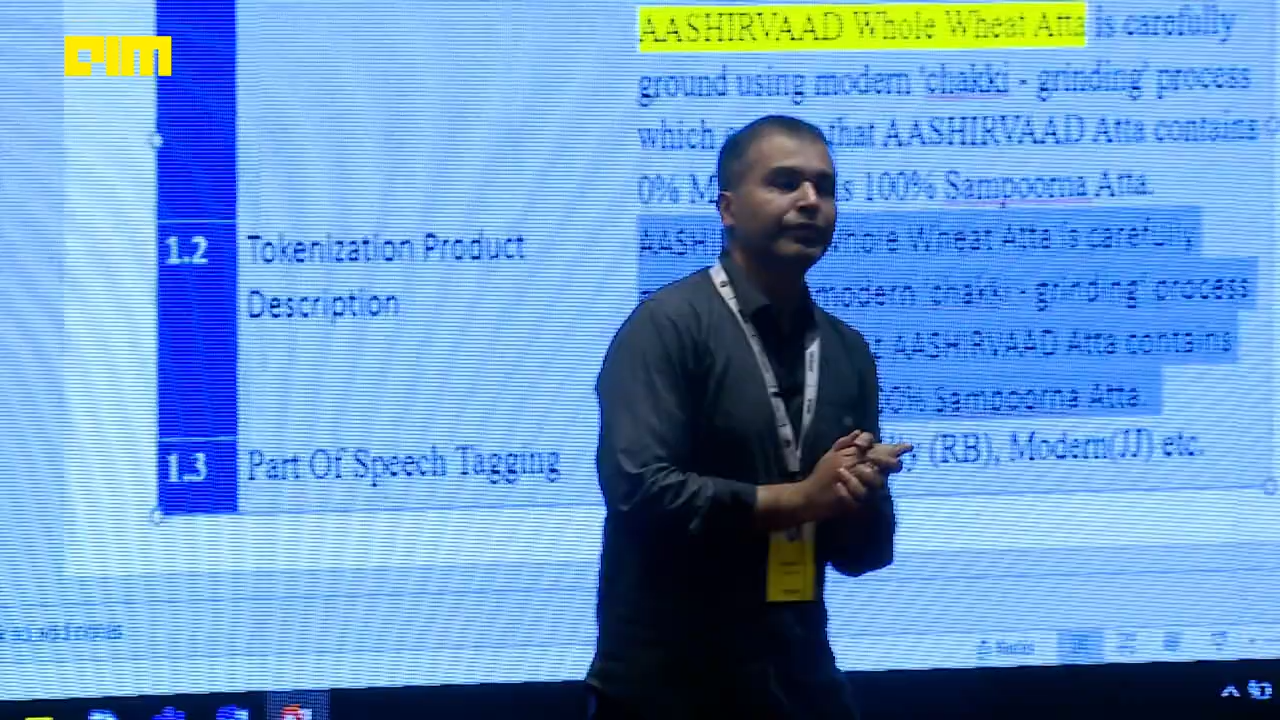 AIM
AASHIRVAAD Whole Wheat Atta is carefully
ground using modern 'chakki - grinding' process
which that AASHIRVAAD Atta contains
0% 100% Sampoorna Atta.
1.2 Tokenization Product
Description
Whole Wheat Atta is carefully
modern 'chakki - grinding' process
AASHIRVAAD Atta contains
Sampoorna Atta.
1.3 Part Of Speech Tagging
(RB), Modern(JJ) etc.